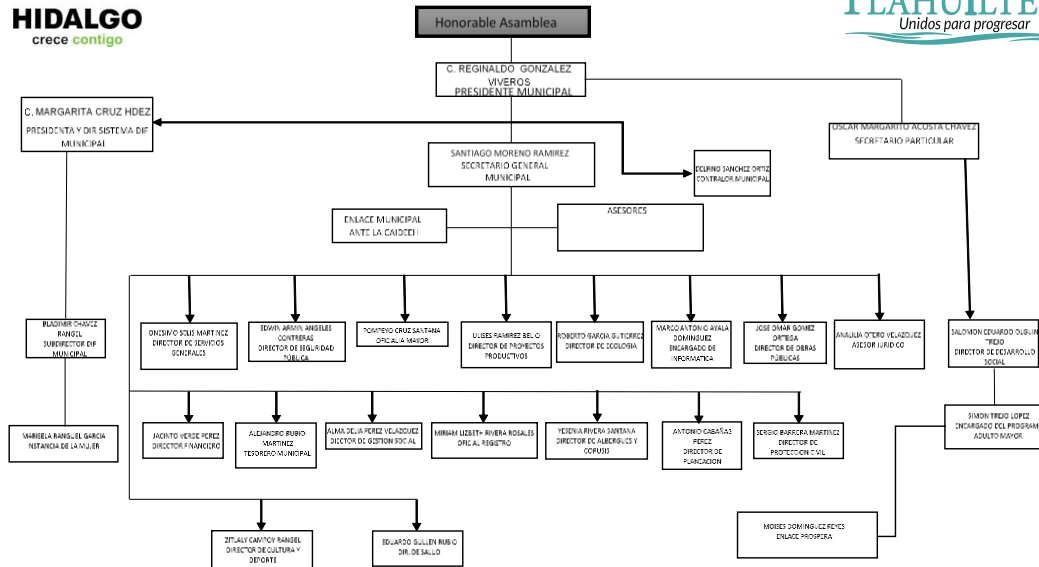 HIDALGO
crece contigo
TLAHUILTE
Unidos para progresar
Honorable Asamblea
C. REGINALDO GONZALEZ
VIVEROS
PRESIDENTE MUNICIPAL
C. MARGARITA CRUZ HDEZ
PRESIDENTA Y DIR SISTEMA DIF
MUNICIPAL
OSCAR MARGARITO ACOSTA CHAVEZ
SECRETARIO PARTICULAR
SANTIAGO MORENO RAMIREZ
SECRETARIO GENERAL
MUNICIPAL
SANCHEZ ORTIZ
CONTRALOR MUNICIPAL
ENLACE MUNICIPAL
ANTE LA
ASESORES
BLADIMIR CHAVEZ
RANGEL
SUBDIRECTOR DIF
MUNICIPAL
ONESIMO SOLIS MARTINEZ
DIRECTOR DE SERVICIOS
GENERALES
EDWIN ARMIN ANGELES
CONTRERAS
DIRECTOR DE SEGURIDAD
PÚBLICA
POMPEYO CRUZ SANTANA
OFICIALIA MAYOR
ULISES RAMIREZ BELIO
DIRECTOR DE PROYECTOS
PRODUCTIVOS
ROBERTO GARCIA GUTIERREZ
DIRECTOR DE ECOLOGIA
MARCO ANTONIO AYALA
DOMINGUEZ
ENCARGADO DE
INFORMATICA
JOSE OMAR GOMEZ
ORTEGA
DIRECTOR DE OBRAS
PÚBLICAS
ANALILIA OTERO VELAZQUEZ
ASESOR JURIDICO
SALOMON EDUARDO OLGUIN
TREJO
DIRECTOR DE DESARROLLO
SOCIAL
MARISELA RANGUEL GARCIA
INSTANCIA DE LA MUJER
JACINTO VERDE PEREZ
DIRECTOR FINANCIERO
ALEJANDRO RUBIO
MARTINEZ
TESORERO MUNICIPAL
ALMA DELIA PEREZ VELAZQUEZ
DE GESTION SOCIAL
MIRIAM LIZBETH RIVERA ROSALES
OFICIAL REGISTRO
YESENIA RIVERA SANTANA
DIRECTOR DE ALBERGUES Y
COPUSIS
ANTONIO CABAÑAS
PEREZ
DIRECTOR DE
PLANEACION
SERGIO BARRERA MARTINEZ
DIRECTOR DE
PROTECCION CIVIL
SIMON TREJO LOPEZ
ENCARGADO DEL PROGRAMA
ADULTO MAYOR
ZITLALY CAMPOY RANGEL
DIRECTOR DE CULTURA Y
DEPORTE
EDUARDO RUBIO
DIR. DE
MOISES DOMINGUEZ REYES
ENLACE PROSPERA